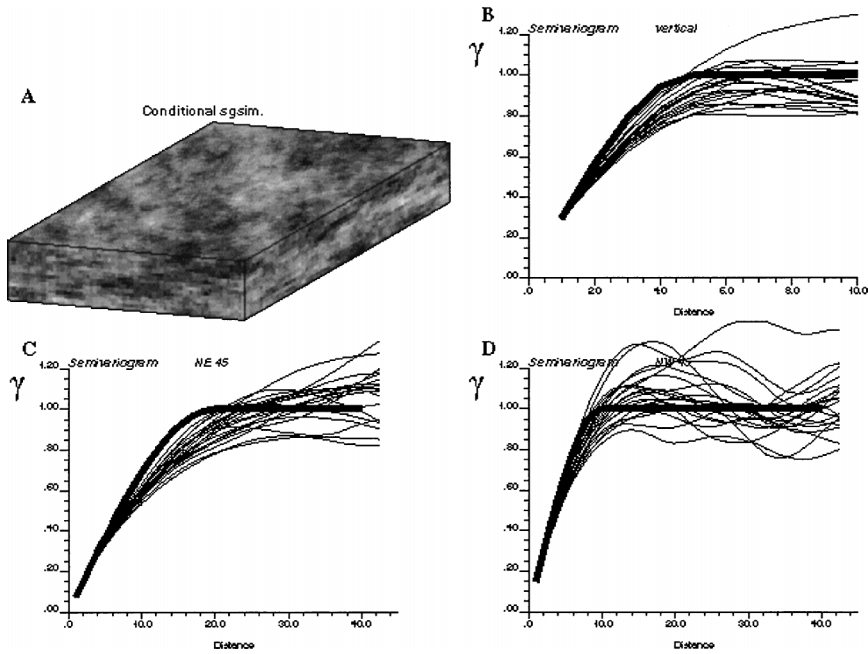 A
Conditional sgsim.
B
Semivariogram vertical
γ
1.20
1.00
.80
.60
.40
.20
.00
.0 2.0 4.0 6.0 8.0 10.0
Distance
C
Semivariogram NE 45
γ
1.20
1.00
.80
.60
.40
.20
.00
.0 10.0 20.0 30.0 40.0
Distance
D
Semivariogram
γ
1.20
1.00
.80
.60
.40
.20
.00
.0 10.0 20.0 30.0 40.0
Distance